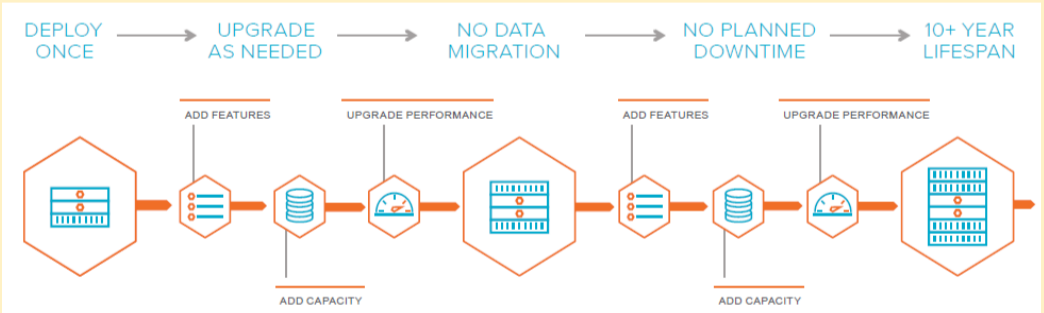 DEPLOY
ONCE
UPGRADE
AS NEEDED
NO DATA
MIGRATION
NO PLANNED
DOWNTIME
10+ YEAR
LIFESPAN
ADD FEATURES
UPGRADE PERFORMANCE
ADD FEATURES
UPGRADE PERFORMANCE
ADD CAPACITY
ADD CAPACITY